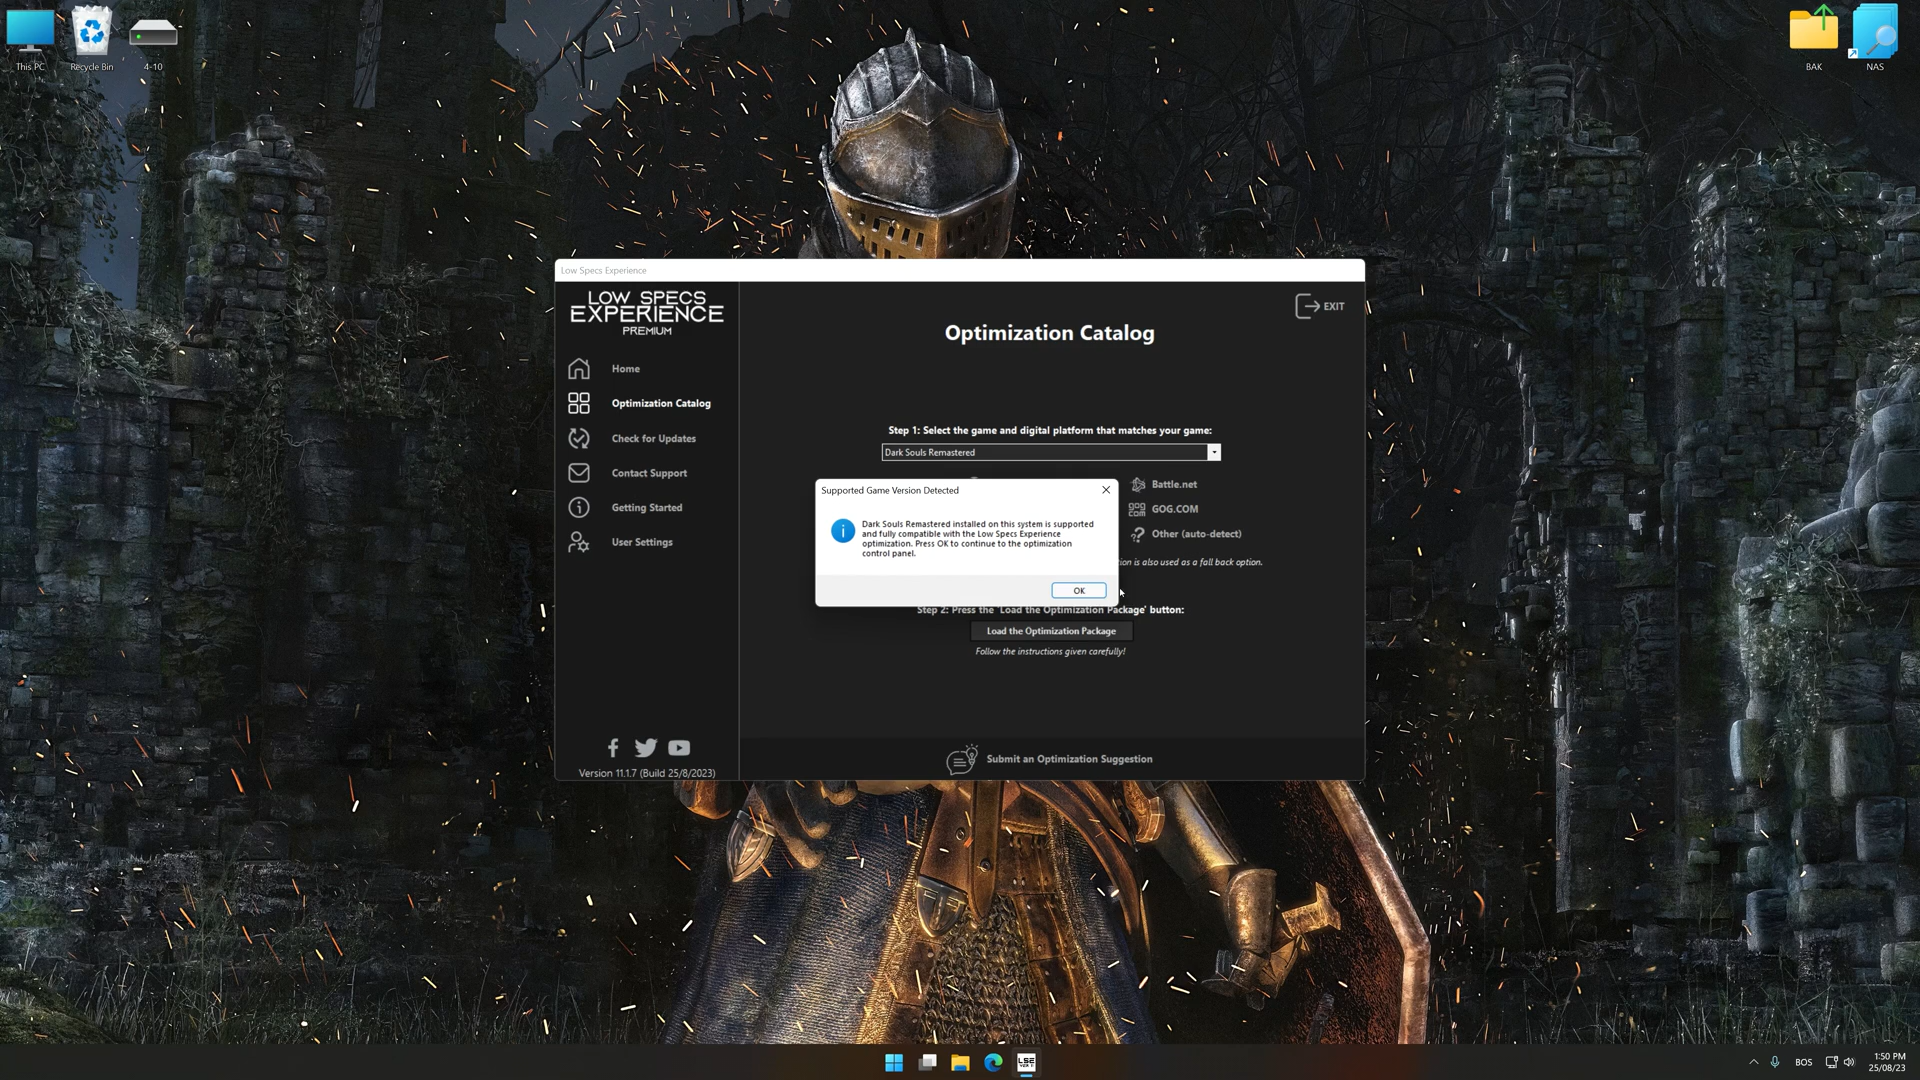 This PC
Recycle Bin
4-10
BAK
NAS
Low Specs Experience
LOW SPECS
EXPERIENCE
PREMIUM
EXIT
Optimization Catalog
Home
Optimization Catalog
Check for Updates
Contact Support
Getting Started
User Settings
Step 1: Select the game and digital platform that matches your game:
Dark Souls Remastered
Battle.net
GOG.COM
Other (auto-detect)
ion is also used as a fall back option.
Supported Game Version Detected
Dark Souls Remastered installed on this system is supported
and fully compatible with the Low Specs Experience
optimization. Press OK to continue to the optimization
control panel.
OK
Step 2: Press the 'Load the Optimization Package' button:
Load the Optimization Package
Follow the instructions given carefully!
Submit an Optimization Suggestion
Version 11.1.7 (Build 25/8/2023)
LSE
VER 11
BOS
1:50 PM
25/08/23